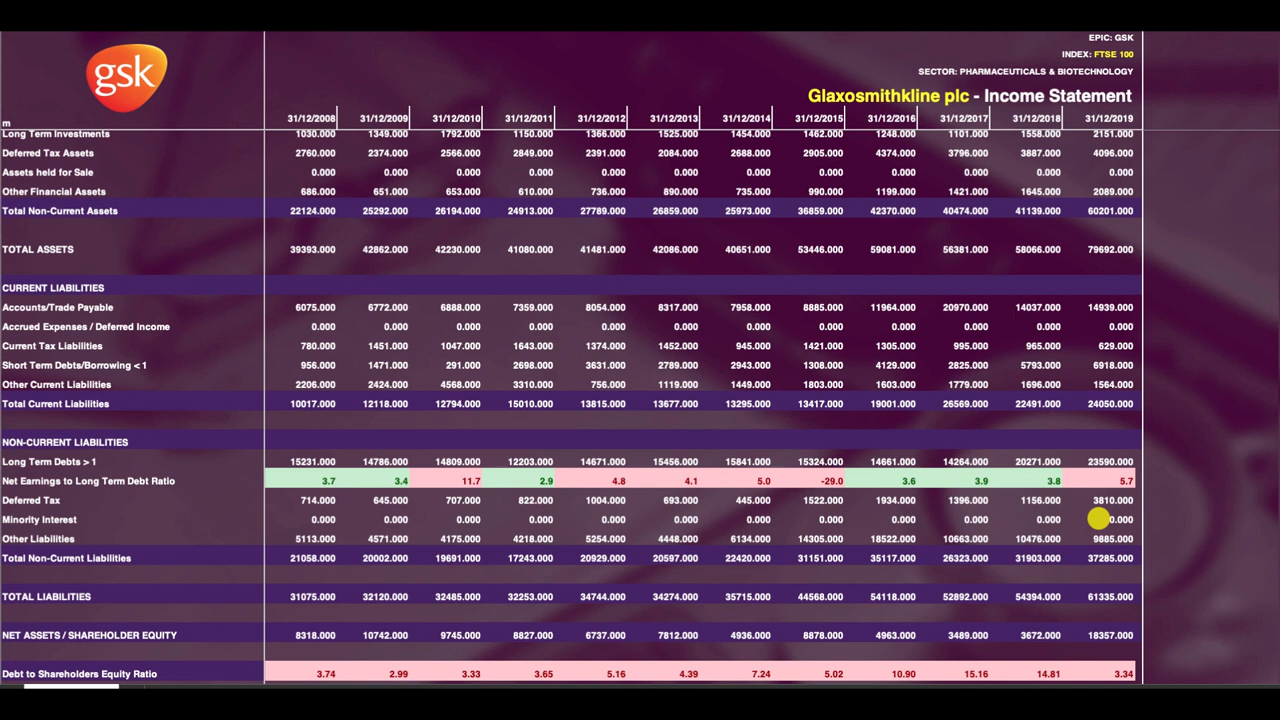 gsk
EPIC: GSK
INDEX: FTSE 100
SECTOR: PHARMACEUTICALS & BIOTECHNOLOGY
Glaxosmithkline plc - Income Statement
m 31/12/2008 31/12/2009 31/12/2010 31/12/2011 31/12/2012 31/12/2013 31/12/2014 31/12/2015 31/12/2016 31/12/2017 31/12/2018 31/12/2019
Long Term Investments 1030.000 1349.000 1792.000 1150.000 1366.000 1525.000 1454.000 1462.000 1248.000 1101.000 1558.000 2151.000
Deferred Tax Assets 2760.000 2374.000 2566.000 2849.000 2391.000 2084.000 2688.000 2905.000 4374.000 3796.000 3887.000 4096.000
Assets held for Sale 0.000 0.000 0.000 0.000 0.000 0.000 0.000 0.000 0.000 0.000 0.000 0.000
Other Financial Assets 686.000 651.000 653.000 610.000 736.000 890.000 735.000 990.000 1199.000 1421.000 1645.000 2089.000
Total Non-Current Assets 22124.000 25292.000 26194.000 24913.000 27789.000 26859.000 25973.000 36859.000 42370.000 40474.000 41139.000 60201.000
TOTAL ASSETS 39393.000 42862.000 42230.000 41080.000 41481.000 42086.000 40651.000 53446.000 59081.000 56381.000 58066.000 79692.000
CURRENT LIABILITIES
Accounts/Trade Payable 6075.000 6772.000 6888.000 7359.000 8054.000 8317.000 7958.000 8885.000 11964.000 20970.000 14037.000 14939.000
Accrued Expenses / Deferred Income 0.000 0.000 0.000 0.000 0.000 0.000 0.000 0.000 0.000 0.000 0.000 0.000
Current Tax Liabilities 780.000 1451.000 1047.000 1643.000 1374.000 1452.000 945.000 1421.000 1305.000 995.000 965.000 629.000
Short Term Debts/Borrowing < 1 956.000 1471.000 291.000 2698.000 3631.000 2789.000 2943.000 1308.000 4129.000 2825.000 5793.000 6918.000
Other Current Liabilities 2206.000 2424.000 4568.000 3310.000 756.000 1119.000 1449.000 1803.000 1603.000 1779.000 1696.000 1564.000
Total Current Liabilities 10017.000 12118.000 12794.000 15010.000 13815.000 13677.000 13295.000 13417.000 19001.000 26569.000 22491.000 24050.000
NON-CURRENT LIABILITIES
Long Term Debts > 1 15231.000 14786.000 14809.000 12203.000 14671.000 15456.000 15841.000 15324.000 14661.000 14264.000 20271.000 23590.000
Net Earnings to Long Term Debt Ratio 3.7 3.4 11.7 2.9 4.8 4.1 5.0 -29.0 3.6 3.9 3.8 5.7
Deferred Tax 714.000 645.000 707.000 822.000 1004.000 693.000 445.000 1522.000 1934.000 1396.000 1156.000 3810.000
Minority Interest 0.000 0.000 0.000 0.000 0.000 0.000 0.000 0.000 0.000 0.000 0.000 0.000
Other Liabilities 5113.000 4571.000 4175.000 4218.000 5254.000 4448.000 6134.000 14305.000 18522.000 10663.000 10476.000 9885.000
Total Non-Current Liabilities 21058.000 20002.000 19691.000 17243.000 20929.000 20597.000 22420.000 31151.000 35117.000 26323.000 31903.000 37285.000
TOTAL LIABILITIES 31075.000 32120.000 32485.000 32253.000 34744.000 34274.000 35715.000 44568.000 54118.000 52892.000 54394.000 61335.000
NET ASSETS / SHAREHOLDER EQUITY 8318.000 10742.000 9745.000 8827.000 6737.000 7812.000 4936.000 8878.000 4963.000 3489.000 3672.000 18357.000
Debt to Shareholders Equity Ratio 3.74 2.99 3.33 3.65 5.16 4.39 7.24 5.02 10.90 15.16 14.81 3.34